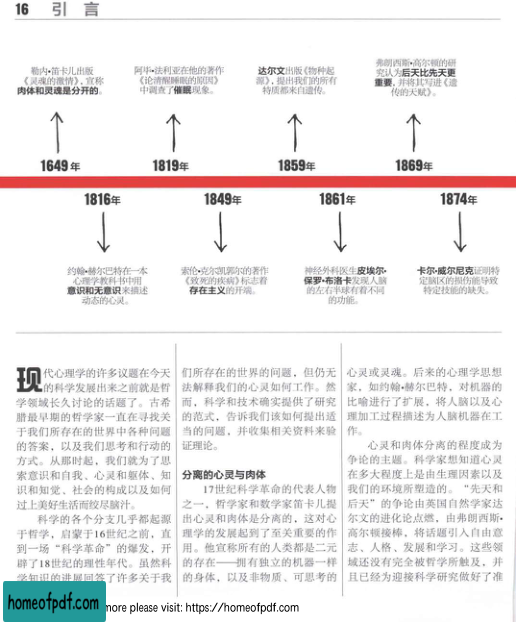 16 引 言
勒内•笛卡儿出版
《灵魂的激情》，宣称
肉体和灵魂是分开的。
1649 年
阿毕•法利亚在他的著作
《论清醒睡眠的原因》
中调查了催眠现象。
1819年
达尔文出版《物种起
源》，提出我们的所有
特质都来自遗传。
1859年
弗朗西斯•高尔顿的研
究认为后天比先天更
重要，并将其写进《遗
传的天赋》。
1869年
1816年
约翰•赫尔巴特在一本
心理学教科书中用
意识和无意识来描述
动态的心灵。
1849年
索伦•克尔凯郭尔的著作
《致死的疾病》标志着
存在主义的开端。
1861年
神经外科医生皮埃尔•
保罗•布洛卡发现人脑
的左右半球有着不同
的功能。
1874年
卡尔•威尔尼克证明特
定脑区的损伤能导致
特定技能的缺失。
现代心理学的许多议题在今天
的科学发展出来之前就是哲
学领域长久讨论的话题了。古希
腊最早期的哲学家一直在寻找关
于我们所存在的世界中各种问题
的答案，以及我们思考和行动的
方式。从那时起，我们就为了思
索意识和自我、心灵和躯体、知
识和知觉、社会的构成以及如何
过上美好生活而绞尽脑汁。
科学的各个分支几乎都起源
于哲学，启蒙于16世纪之前，直
到一场“科学革命”的爆发，开
辟了18世纪的理性年代。虽然科
学知识的进展回答了许多关于我
们所存在的世界的问题，但仍无
法解释我们的心灵如何工作。然
而，科学和技术确实提供了研究
的范式，告诉我们该如何提出适
当的问题，并收集相关资料来验
证理论。
分离的心灵与肉体
17世纪科学革命的代表人物
之一，哲学家和数学家笛卡儿提
出心灵和肉体是分离的，这对心
理学的发展起到了至关重要的作
用。他宣称所有的人类都是二元
的存在——拥有独立的机器一样
的身体，以及非物质、可思考的
心灵或灵魂。后来的心理学思想
家，如约翰•赫尔巴特，对机器的
比喻进行了扩展，将人脑以及心
理加工过程描述为人脑机器在工
作。
心灵和肉体分离的程度成为
争论的主题。科学家想知道心灵
在多大程度上是由生理因素以及
我们的环境所塑造的。“先天和
后天”的争论由英国自然学家达
尔文的进化论点燃，由弗朗西斯•
高尔顿接棒，将话题引入自由意
志、人格、发展和学习。这些领
域还没有完全被哲学所触及，并
且已经为迎接科学研究做好了准
homeofpdf.com
more please visit: https://homeofpdf.com